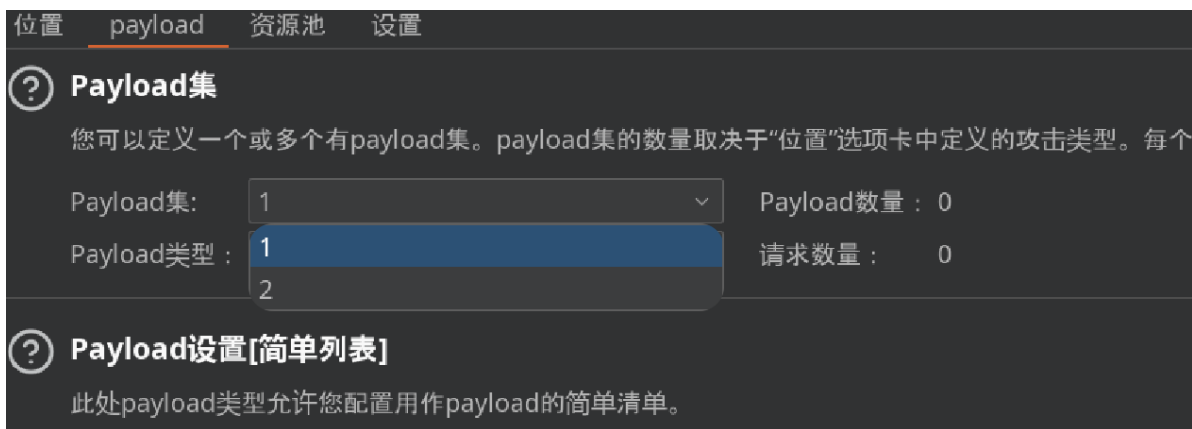 位置 payload 资源池 设置
Payload集
您可以定义一个或多个有payload集。payload集的数量取决于“位置”选项卡中定义的攻击类型。每个
Payload集: 1 Payload数量： 0
Payload类型： 1 请求数量： 0
2
Payload设置[简单列表]
此处payload类型允许您配置用作payload的简单清单。